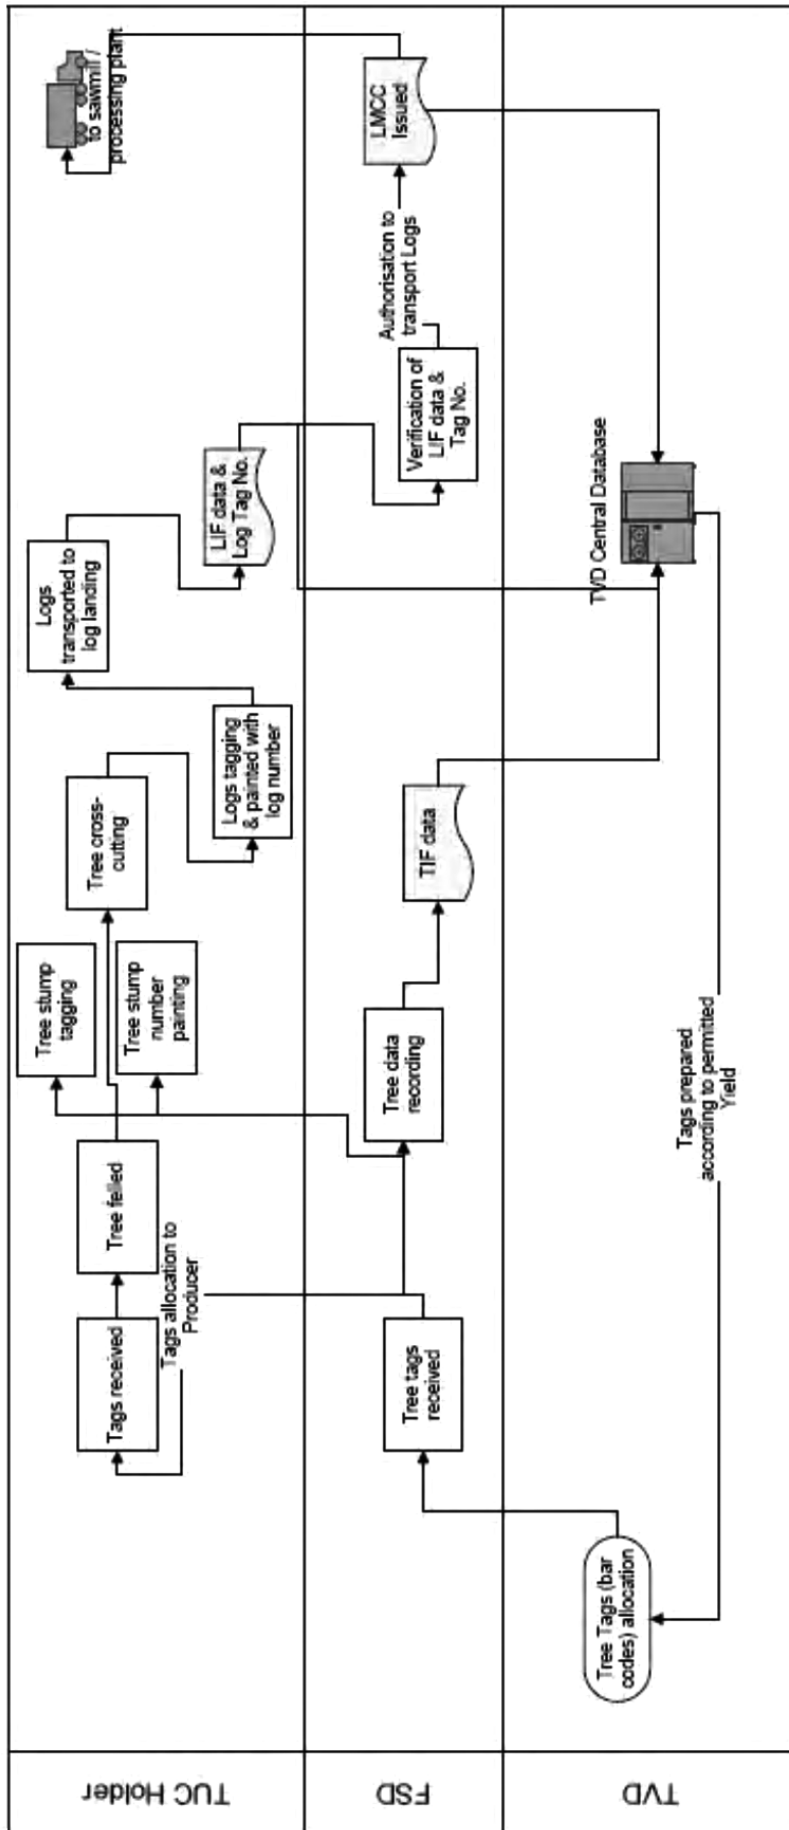 TUC Holder
Tags received
Tags allocation to
Producer
Tree felled
Tree stump
tagging
Tree stump
number
painting
Tree cross-
cutting
Logs tagging
& painted with
log number
Logs
transported to
log landing
LIF data &
Log Tag No.
to sawmill /
processing plant
FSD
Tree tags
received
Tree data
recording
TIF data
Verification of
LIF data &
Tag No.
Authorisation to
transport Logs
LMCC
Issued
TVD
Tree Tags (bar
codes) allocation
Tags prepared
according to permitted
Yield
TVD Central Database